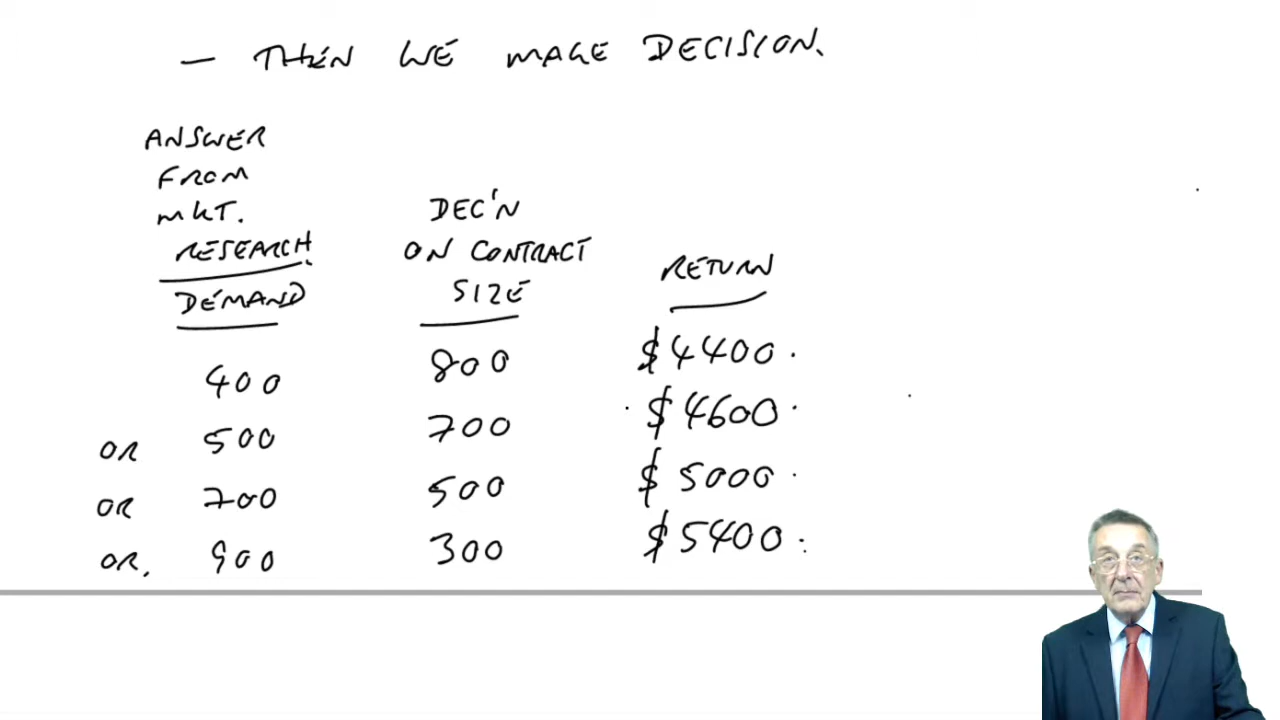 — THEN WE MAKE DECISION.
ANSWER
FROM
MKT.
RESEARCH
DEMAND
DEC'N
ON CONTRACT
SIZE
RETURN
400 800 $4400.
OR 500 700 $4600.
OR 700 500 $5000.
OR. 900 300 $5400.